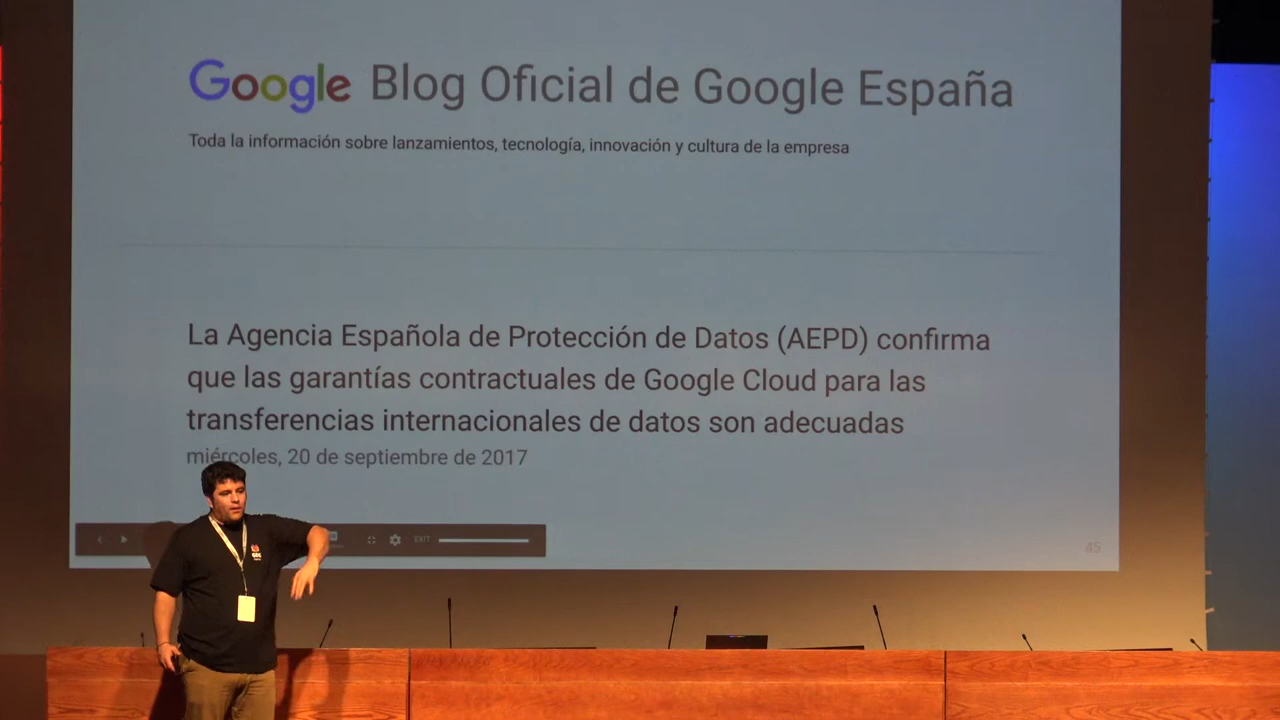 Google Blog Oficial de Google España
Toda la información sobre lanzamientos, tecnología, innovación y cultura de la empresa
La Agencia Española de Protección de Datos (AEPD) confirma
que las garantías contractuales de Google Cloud para las
transferencias internacionales de datos son adecuadas
miércoles, 20 de septiembre de 2017
EXIT
45